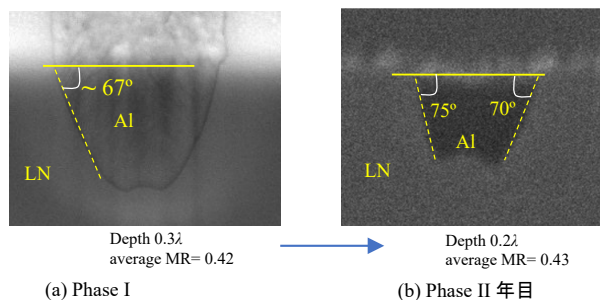 ~ 67º
Al
LN
75º
70º
Al
LN
Depth 0.3λ
average MR= 0.42
Depth 0.2λ
average MR= 0.43
(a) Phase I
(b) Phase II 年目